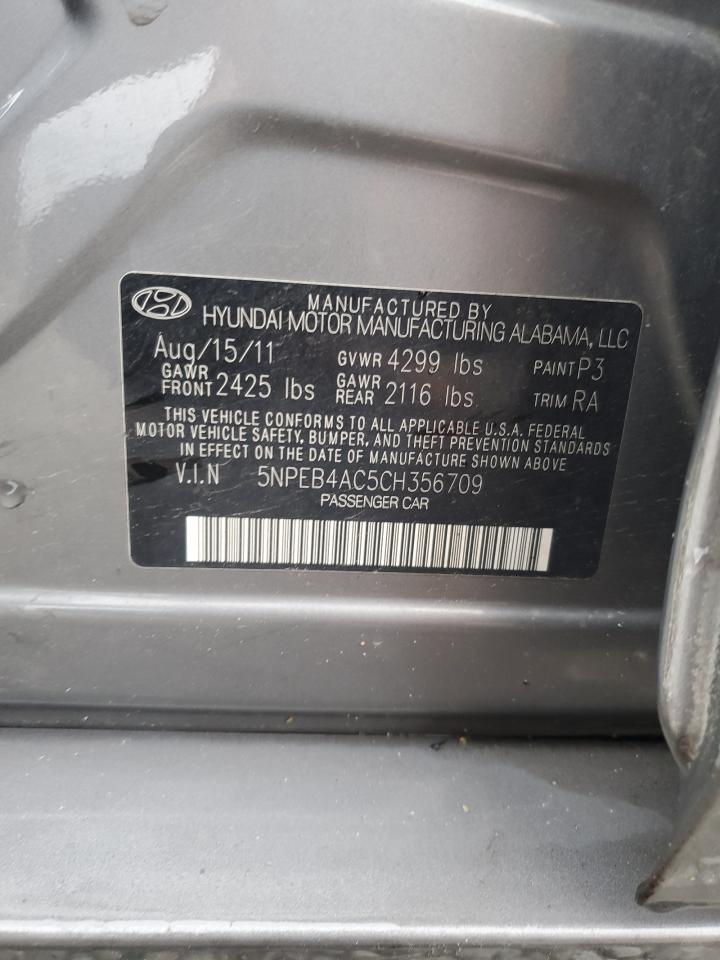 MANUFACTURED BY
HYUNDAI MOTOR MANUFACTURING ALABAMA, LLC
Aug/15/11 GVWR 4299 lbs PAINT P3
GAWR FRONT 2425 lbs GAWR REAR 2116 lbs TRIM RA
THIS VEHICLE CONFORMS TO ALL APPLICABLE U.S.A. FEDERAL
MOTOR VEHICLE SAFETY, BUMPER, AND THEFT PREVENTION STANDARDS
IN EFFECT ON THE DATE OF MANUFACTURE SHOWN ABOVE
V.I.N 5NPEB4AC5CH356709
PASSENGER CAR